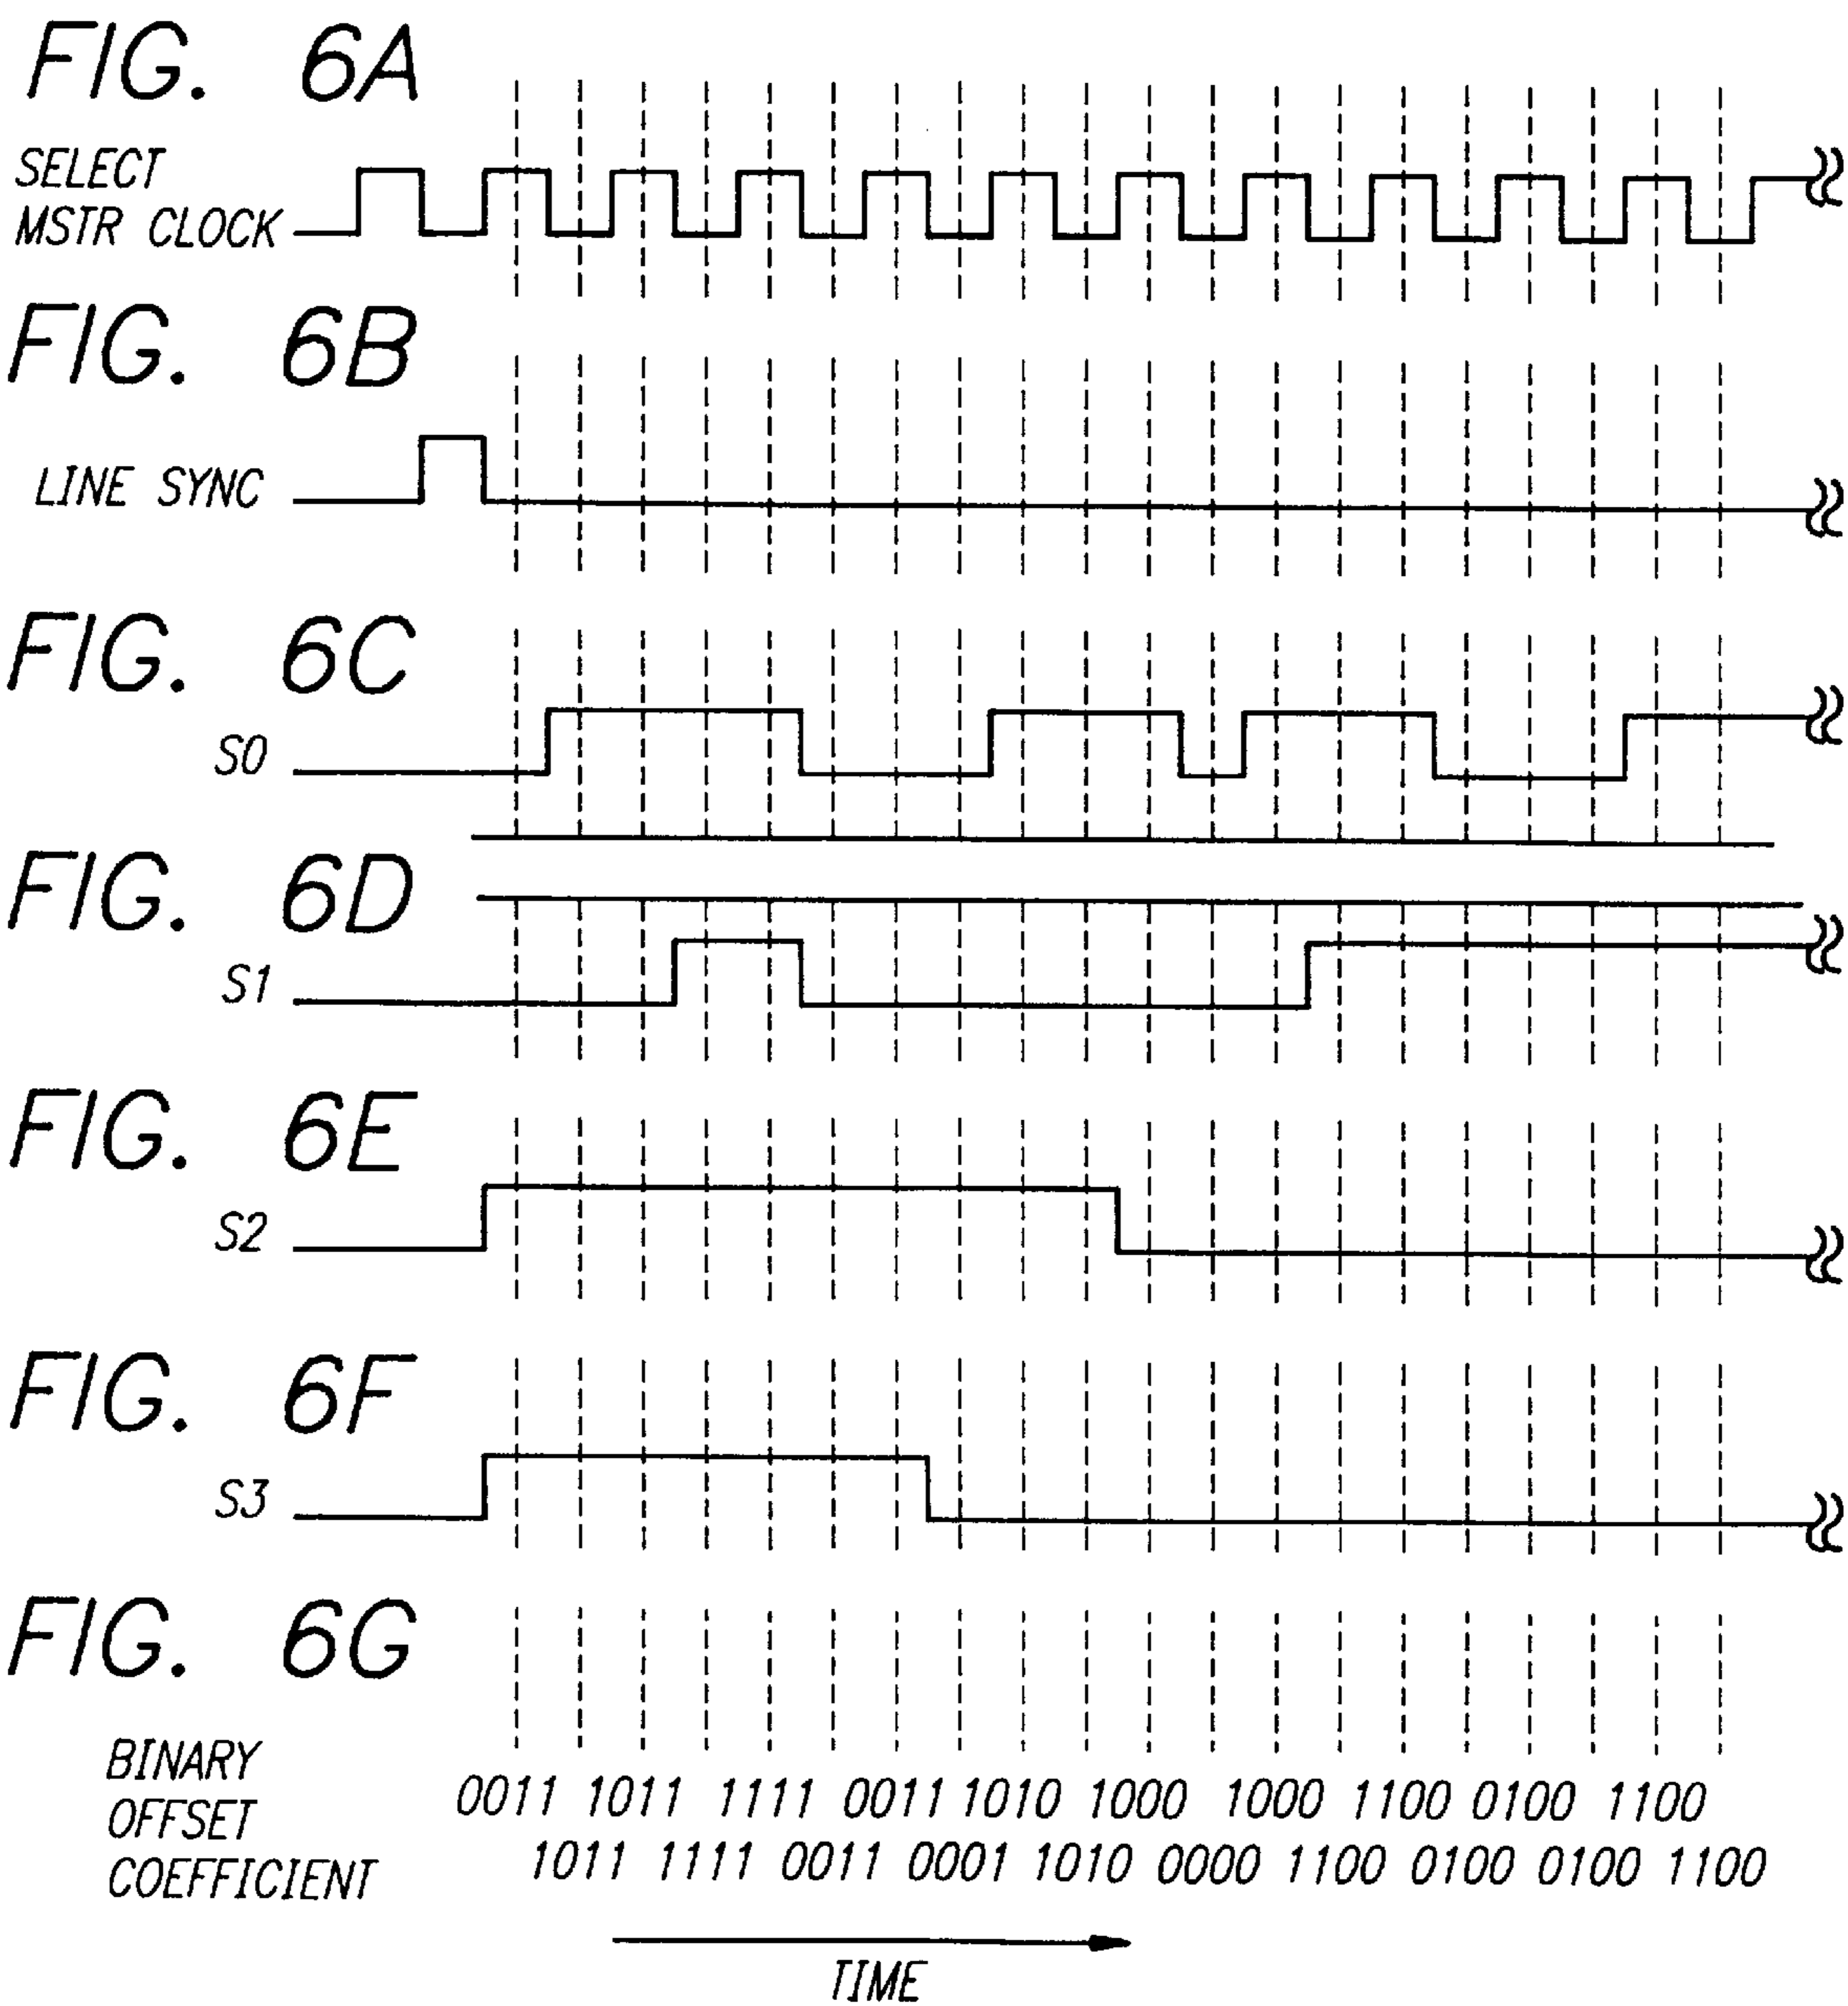 FIG. 6A
SELECT
MSTR CLOCK
FIG. 6B
LINE SYNC
FIG. 6C
S0
FIG. 6D
S1
FIG. 6E
S2
FIG. 6F
S3
FIG. 6G
BINARY
OFFSET
COEFFICIENT
0011 1011 1111 0011 1010 1000 1000 1100 0100 1100
1011 1111 0011 0001 1010 0000 1100 0100 0100 1100
TIME